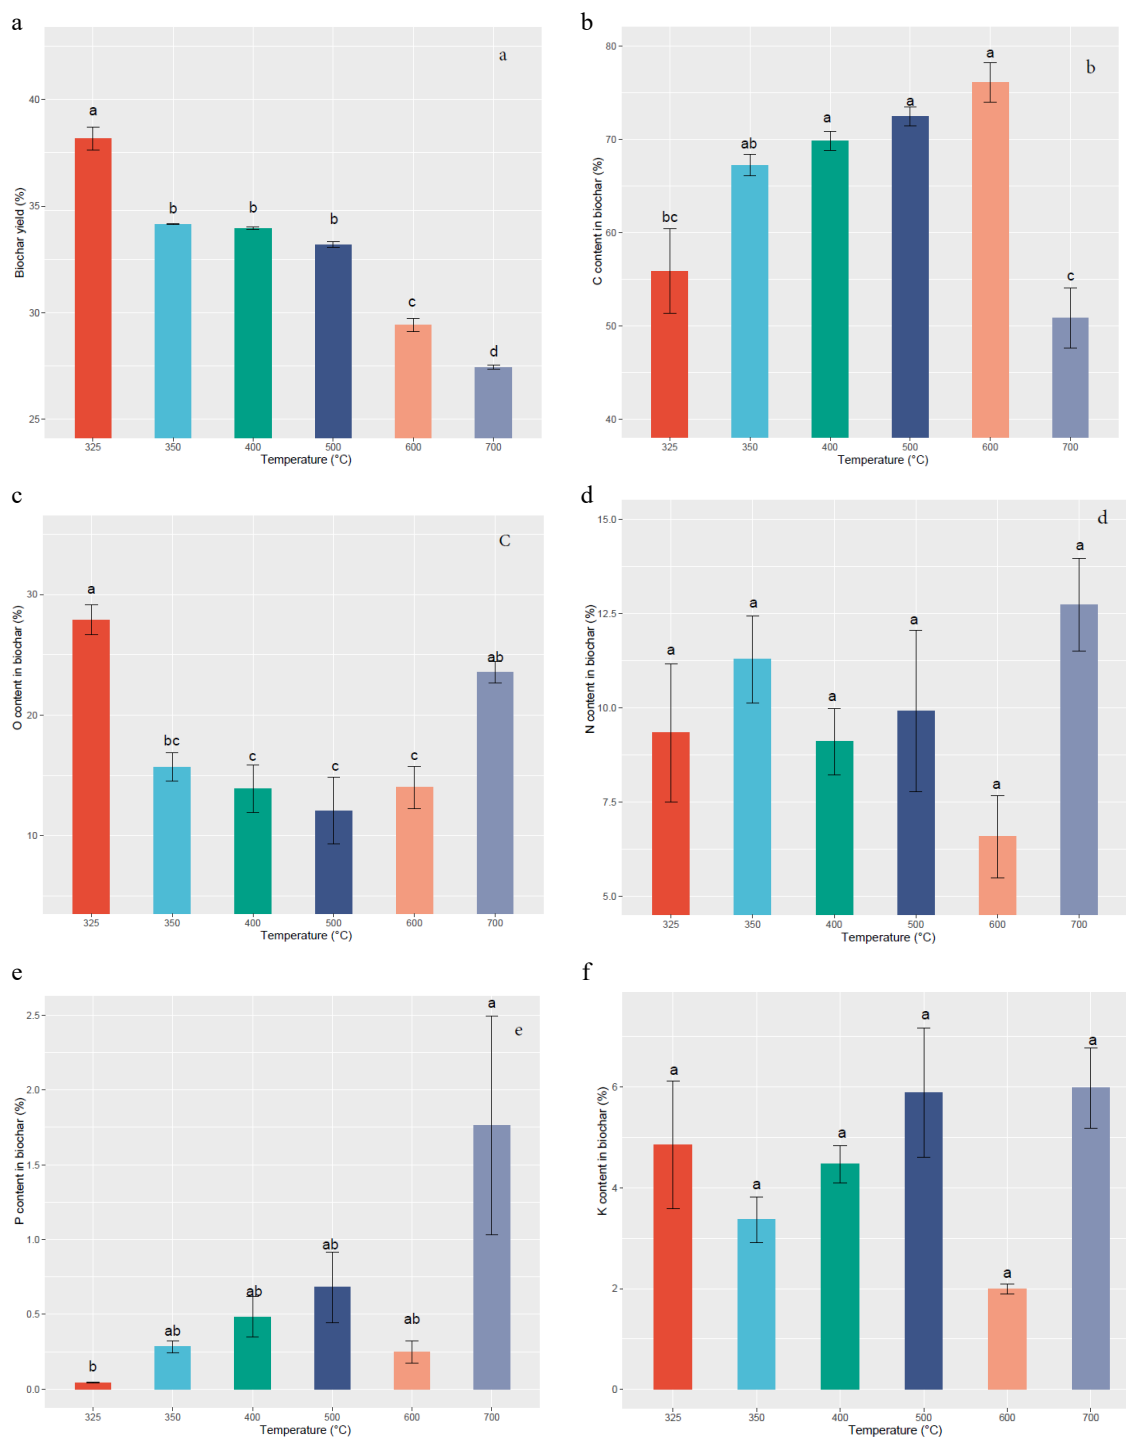 a
a
40
35
30
25
Biochar yield (%)
a
b
b
b
c
d
325 350 400 500 600 700
Temperature (°C)
b
b
80
70
60
50
40
C content in biochar (%)
bc
ab
a
a
a
c
325 350 400 500 600 700
Temperature (°C)
c
C
30
20
10
O content in biochar (%)
a
bc
c
c
c
ab
325 350 400 500 600 700
Temperature (°C)
d
d
15.0
12.5
10.0
7.5
5.0
N content in biochar (%)
a
a
a
a
a
a
325 350 400 500 600 700
Temperature (°C)
e
e
2.5
2.0
1.5
1.0
0.5
0.0
P content in biochar (%)
b
ab
ab
ab
ab
a
325 350 400 500 600 700
Temperature (°C)
f
6
4
2
0
K content in biochar (%)
a
a
a
a
a
a
325 350 400 500 600 700
Temperature (°C)